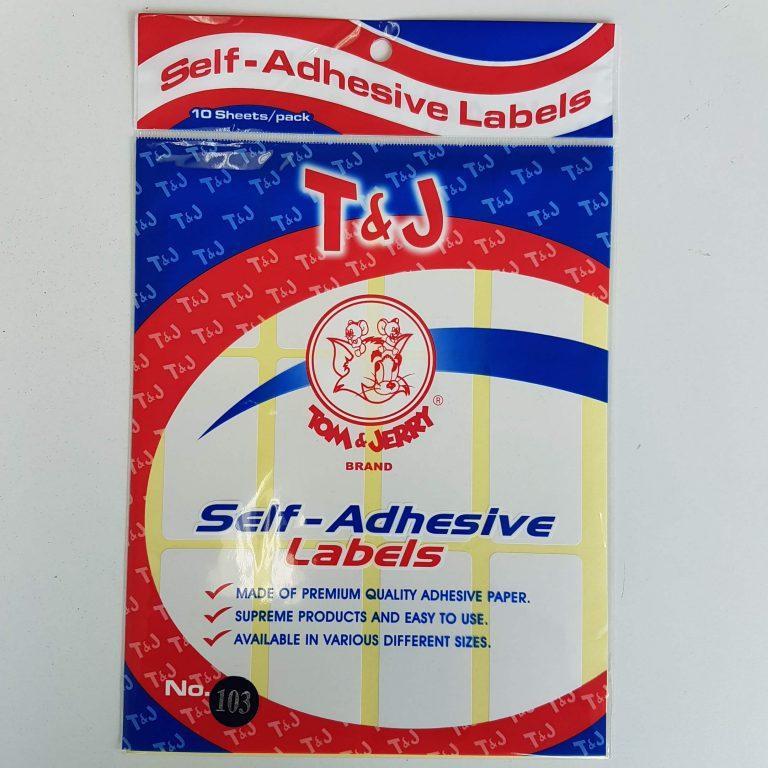 Self-Adhesive Labels
10 Sheets/pack
T&J
TOM & JERRY
®
BRAND
Self-Adhesive
Labels
MADE OF PREMIUM QUALITY ADHESIVE PAPER.
SUPREME PRODUCTS AND EASY TO USE.
AVAILABLE IN VARIOUS DIFFERENT SIZES.
No. 103